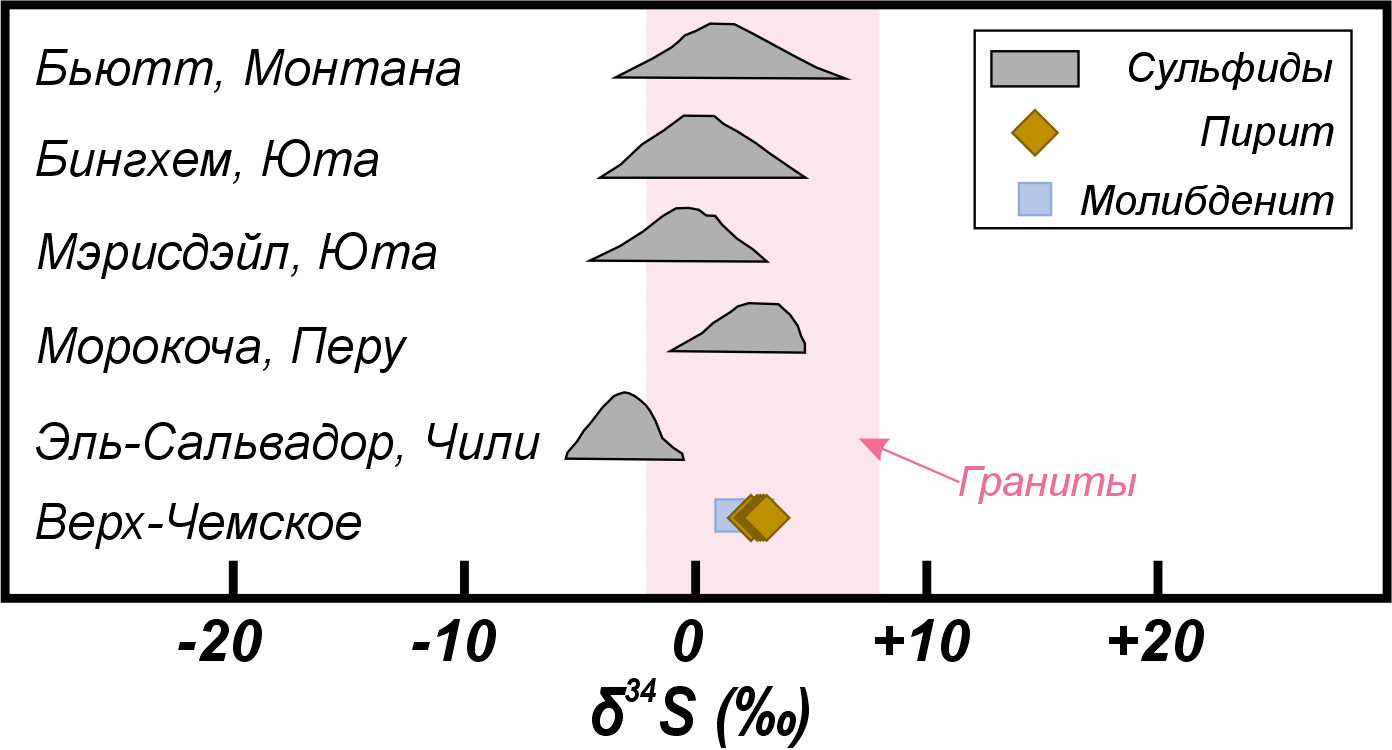 Бьютт, Монтана
Бингхем, Юта
Мэрисдэйл, Юта
Морокоча, Перу
Эль-Сальвадор, Чили
Верх-Чемское
Сульфиды
Пирит
Молибденит
Граниты
-20 -10 0 +10 +20
δ³⁴S (‰)